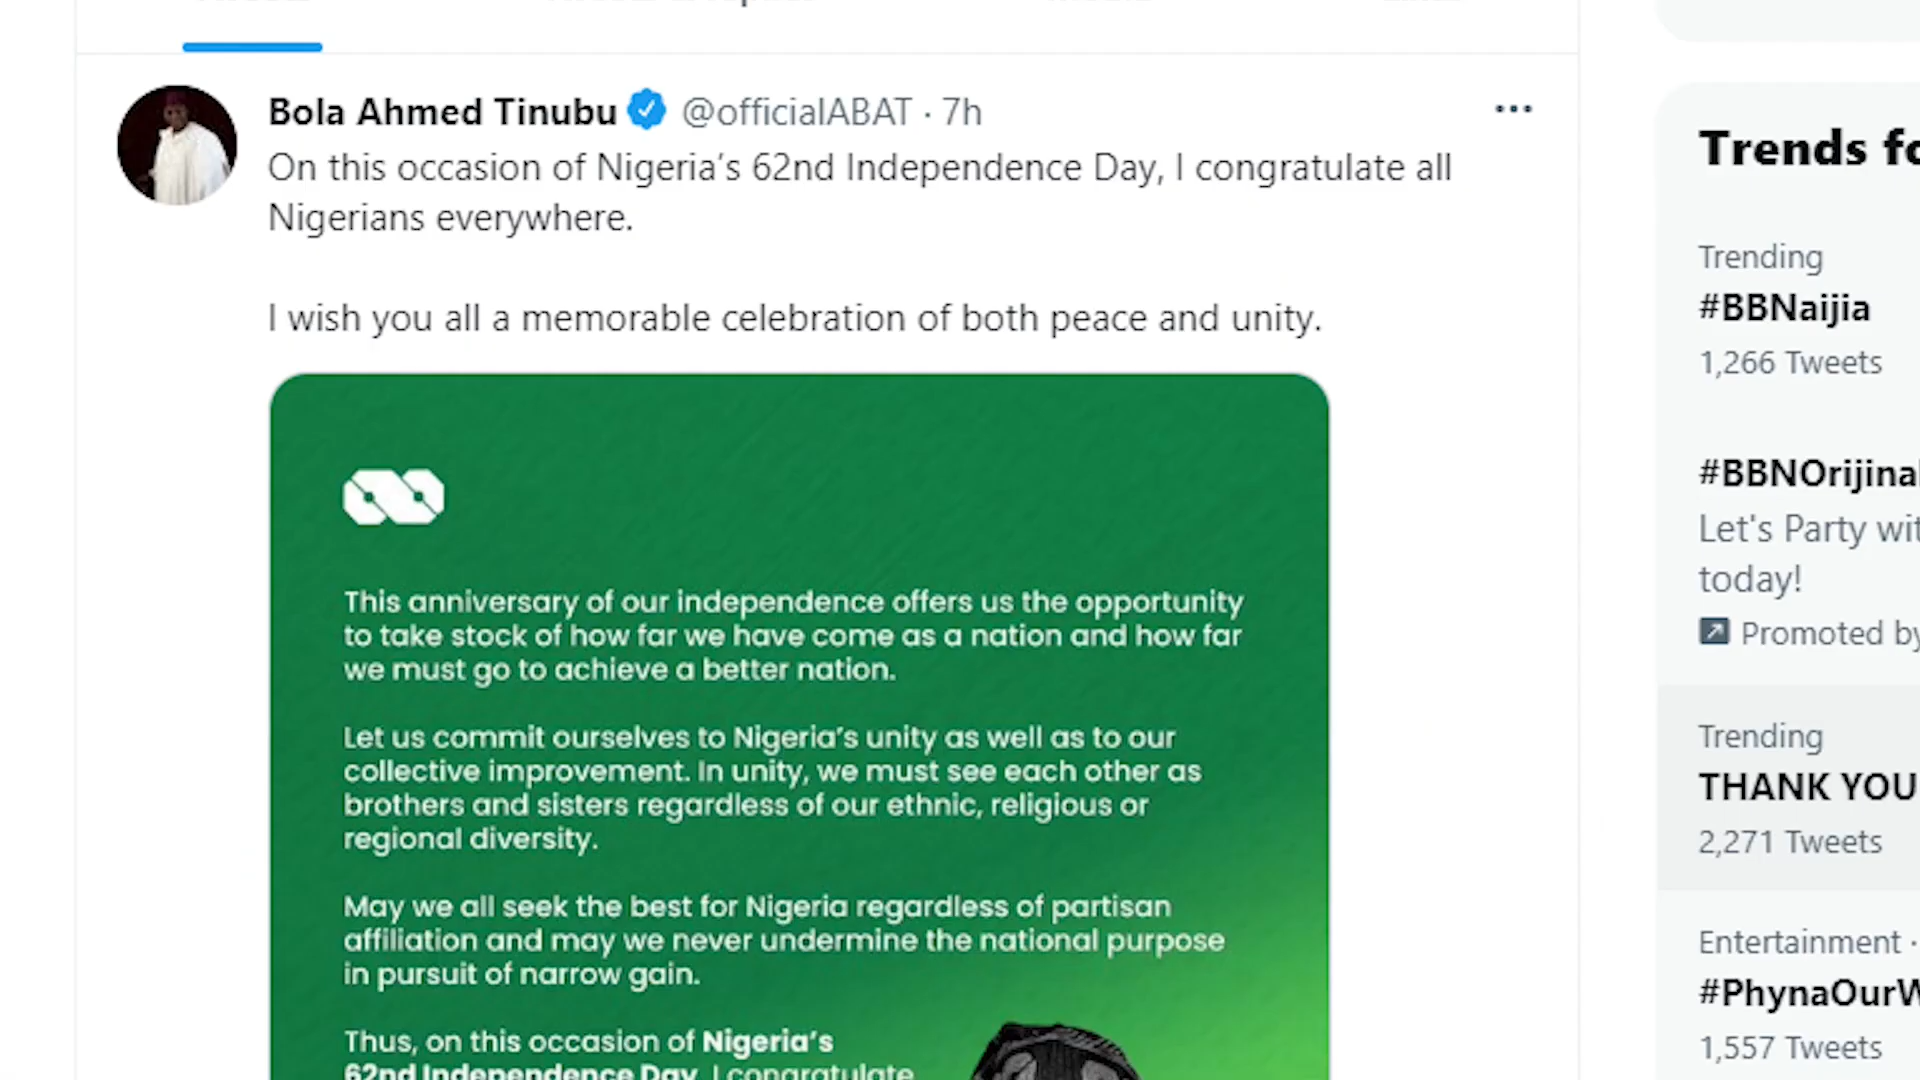 Bola Ahmed Tinubu @officialABAT · 7h
On this occasion of Nigeria’s 62nd Independence Day, I congratulate all
Nigerians everywhere.
I wish you all a memorable celebration of both peace and unity.
This anniversary of our independence offers us the opportunity
to take stock of how far we have come as a nation and how far
we must go to achieve a better nation.
Let us commit ourselves to Nigeria’s unity as well as to our
collective improvement. In unity, we must see each other as
brothers and sisters regardless of our ethnic, religious or
regional diversity.
May we all seek the best for Nigeria regardless of partisan
affiliation and may we never undermine the national purpose
in pursuit of narrow gain.
Thus, on this occasion of Nigeria’s
62nd Independence Day, I congratulate
Trends
Trending
#BBNaijia
1,266 Tweets
#BBNOrijina
Let's Party
today!
Promoted by
Trending
THANK YOU
2,271 Tweets
Entertainment ·
#PhynaOurW
1,557 Tweets